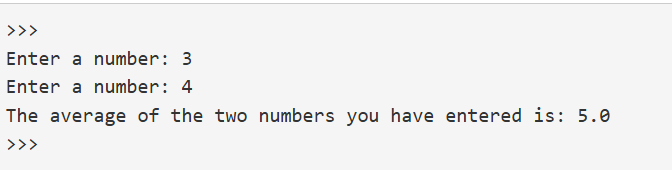 >>>
Enter a number: 3
Enter a number: 4
The average of the two numbers you have entered is: 5.0
>>>